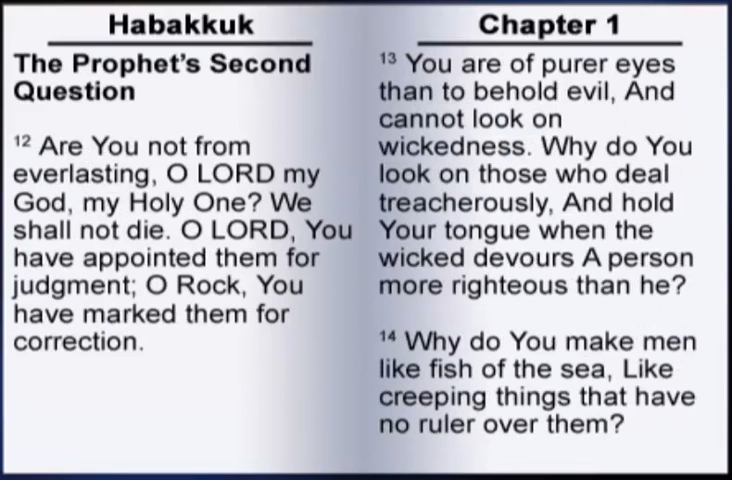 Habakkuk
The Prophet's Second
Question
12 Are You not from
everlasting, O LORD my
God, my Holy One? We
shall not die. O LORD, You
have appointed them for
judgment; O Rock, You
have marked them for
correction.
Chapter 1
13 You are of purer eyes
than to behold evil, And
cannot look on
wickedness. Why do You
look on those who deal
treacherously, And hold
Your tongue when the
wicked devours A person
more righteous than he?
14 Why do You make men
like fish of the sea, Like
creeping things that have
no ruler over them?